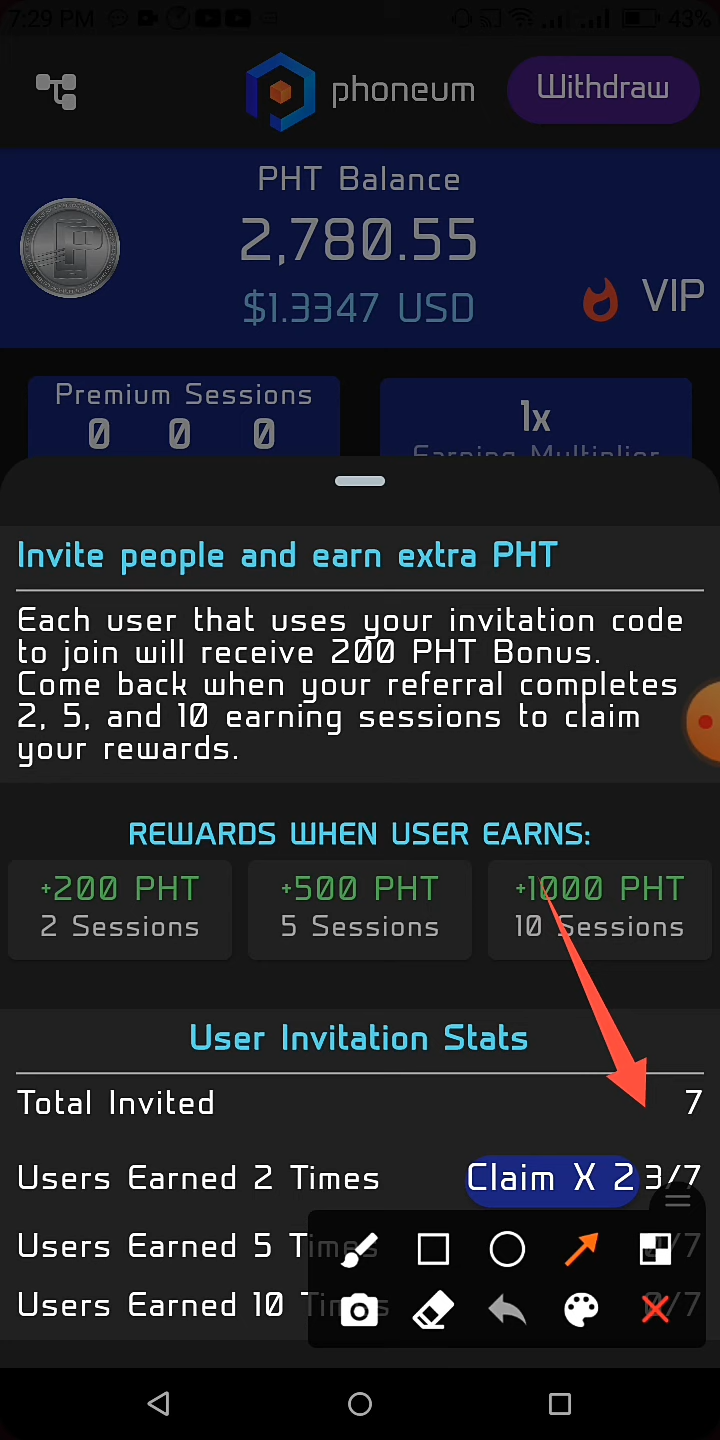 7:29 PM
43%
phoneum
Withdraw
PHT Balance
2,780.55
$1.3347 USD
VIP
Premium Sessions
0 0 0
1x
Earning Multiplier
Invite people and earn extra PHT
Each user that uses your invitation code
to join will receive 200 PHT Bonus.
Come back when your referral completes
2, 5, and 10 earning sessions to claim
your rewards.
REWARDS WHEN USER EARNS:
+200 PHT
2 Sessions
+500 PHT
5 Sessions
+1000 PHT
10 Sessions
User Invitation Stats
Total Invited 7
Users Earned 2 Times Claim X 2 3/7
Users Earned 5 Times 0/7
Users Earned 10 Times 0/7